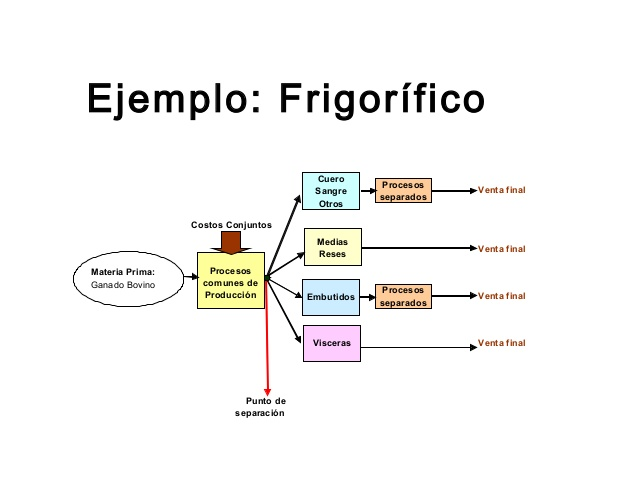 Ejemplo: Frigorífico
Cuero
Sangre
Otros
Procesos
separados
Venta final
Costos Conjuntos
Medias
Reses
Venta final
Materia Prima:
Ganado Bovino
Procesos
comunes de
Producción
Embutidos
Procesos
separados
Venta final
Visceras
Venta final
Punto de
separación